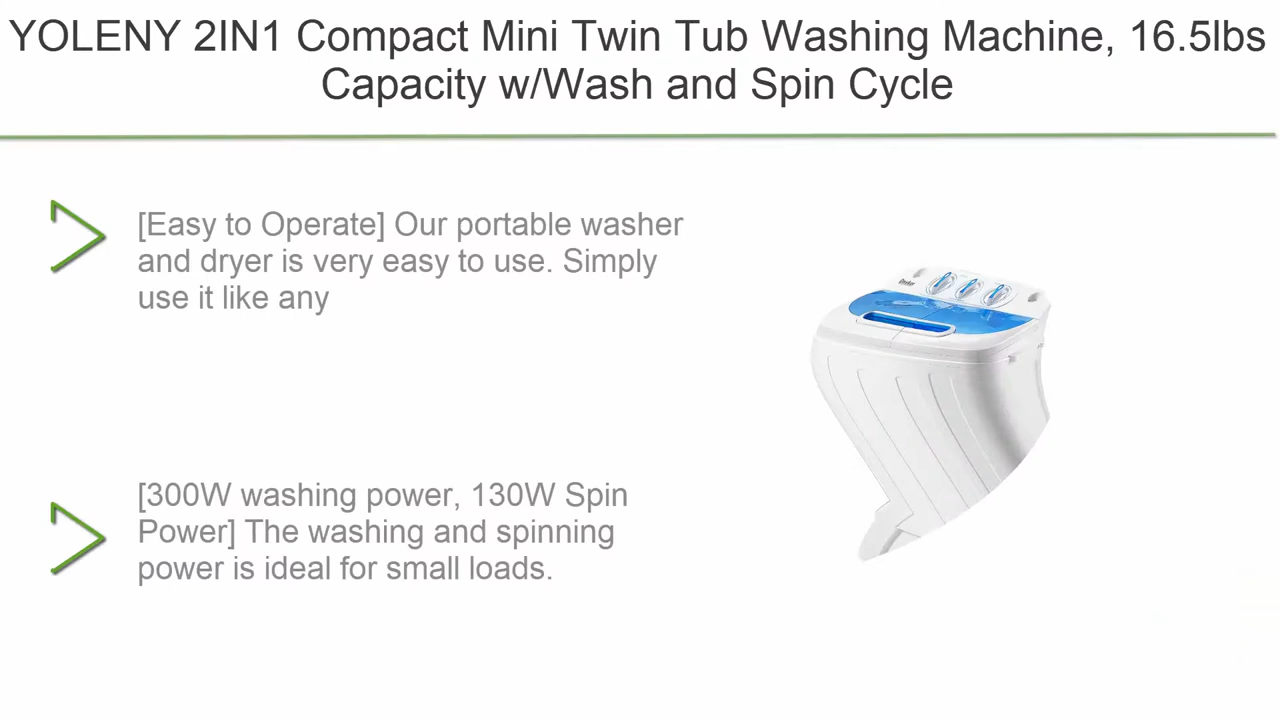 YOLENY 2IN1 Compact Mini Twin Tub Washing Machine, 16.5lbs
Capacity w/Wash and Spin Cycle
[Easy to Operate] Our portable washer
and dryer is very easy to use. Simply
use it like any
[300W washing power, 130W Spin
Power] The washing and spinning
power is ideal for small loads.